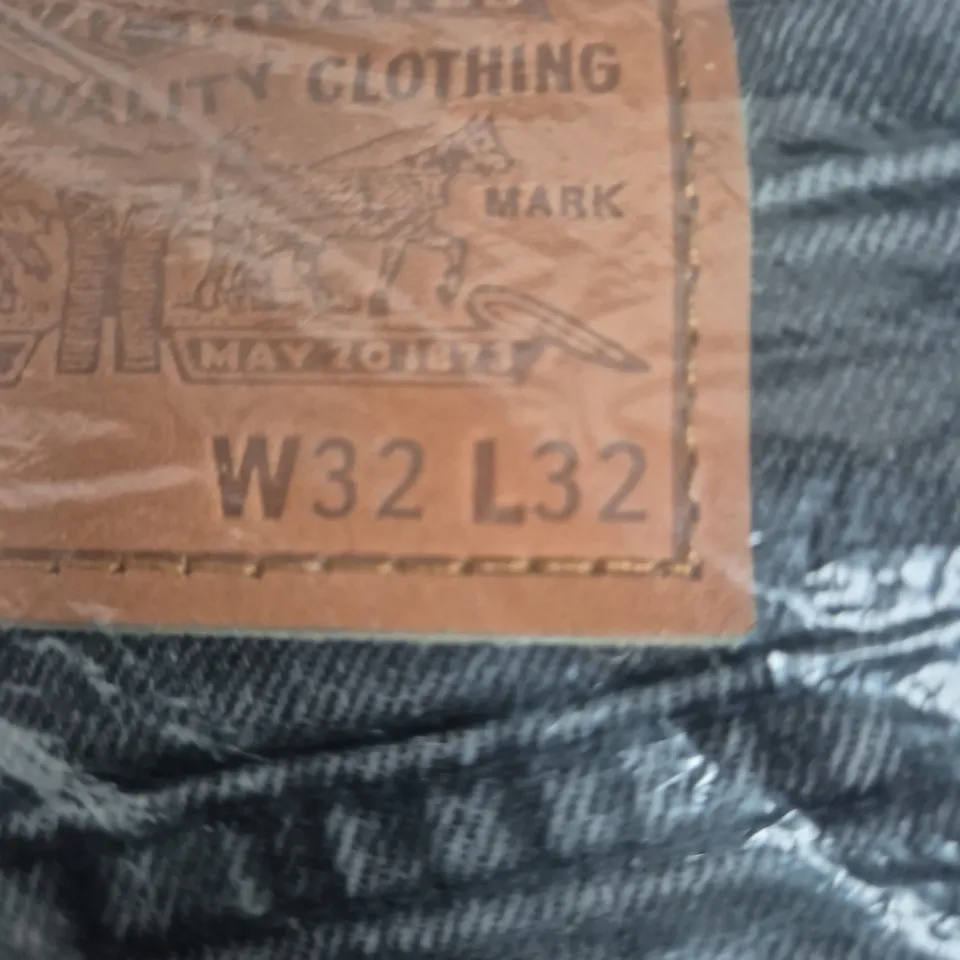 QUALITY CLOTHING
MARK
MAY 20 1873
W32 L32